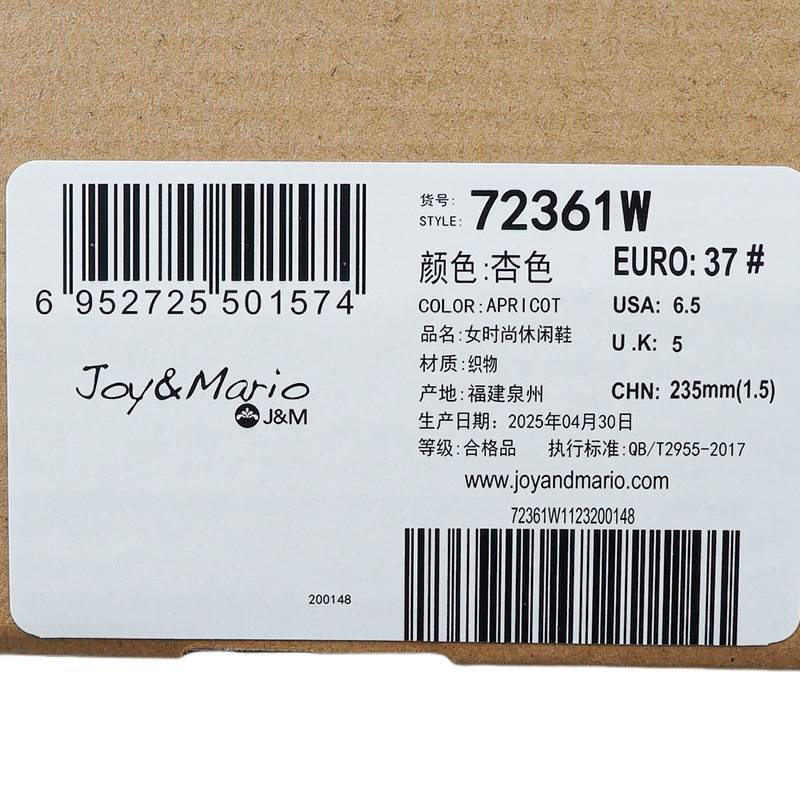 6 952725 501574
Joy&Mario
J&M
200148
货号:
STYLE: 72361W
颜色:杏色 EURO: 37 #
COLOR:APRICOT USA: 6.5
品名:女时尚休闲鞋 U.K: 5
材质:织物
产地:福建泉州 CHN: 235mm(1.5)
生产日期: 2025年04月30日
等级:合格品 执行标准:QB/T2955-2017
www.joyandmario.com
72361W1123200148